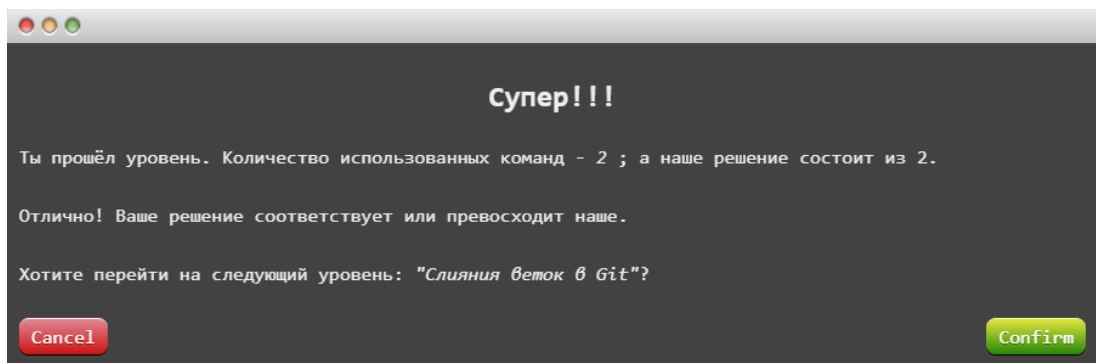 Супер!!!
Ты прошёл уровень. Количество использованных команд - 2 ; а наше решение состоит из 2.
Отлично! Ваше решение соответствует или превосходит наше.
Хотите перейти на следующий уровень: "Слияния веток в Git"?
Cancel
Confirm